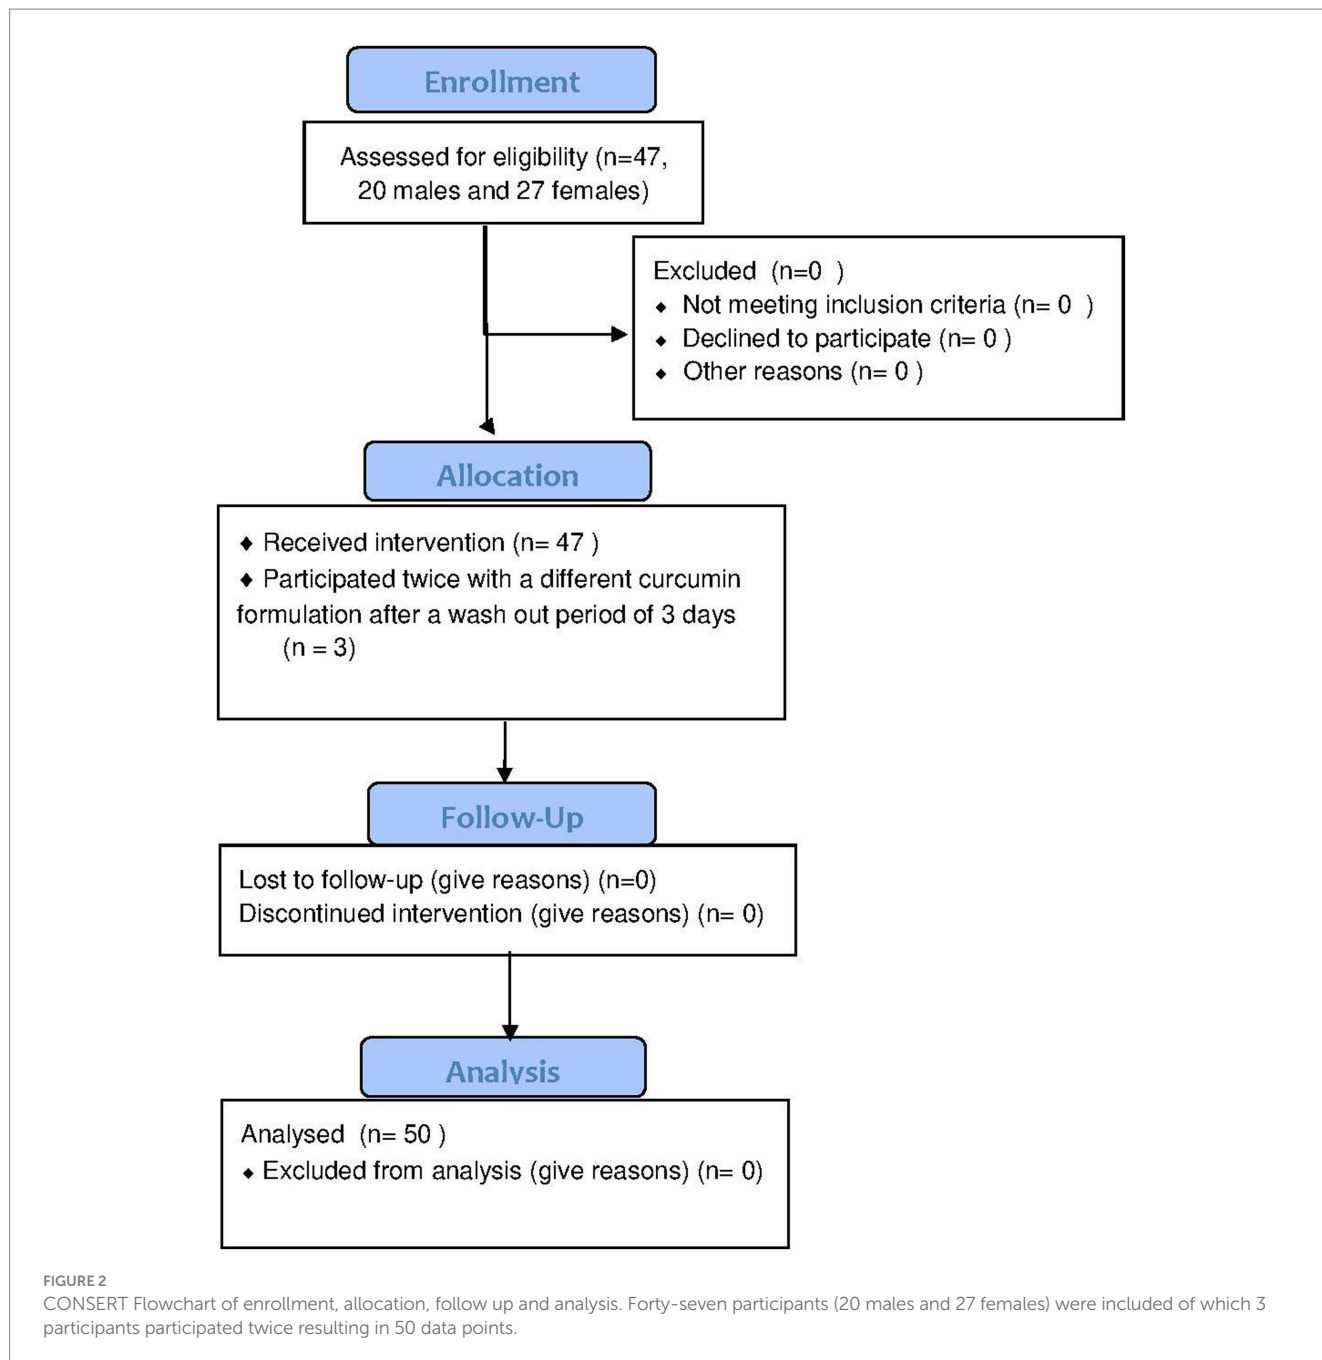 Enrollment
Assessed for eligibility (n=47,
20 males and 27 females)
Excluded (n=0 )
◆ Not meeting inclusion criteria (n= 0 )
◆ Declined to participate (n= 0 )
◆ Other reasons (n= 0 )
Allocation
◆ Received intervention (n= 47 )
◆ Participated twice with a different curcumin
formulation after a wash out period of 3 days
(n = 3)
Follow-Up
Lost to follow-up (give reasons) (n=0)
Discontinued intervention (give reasons) (n= 0)
Analysis
Analysed (n= 50 )
◆ Excluded from analysis (give reasons) (n= 0)
FIGURE 2
CONSERT Flowchart of enrollment, allocation, follow up and analysis. Forty-seven participants (20 males and 27 females) were included of which 3
participants participated twice resulting in 50 data points.